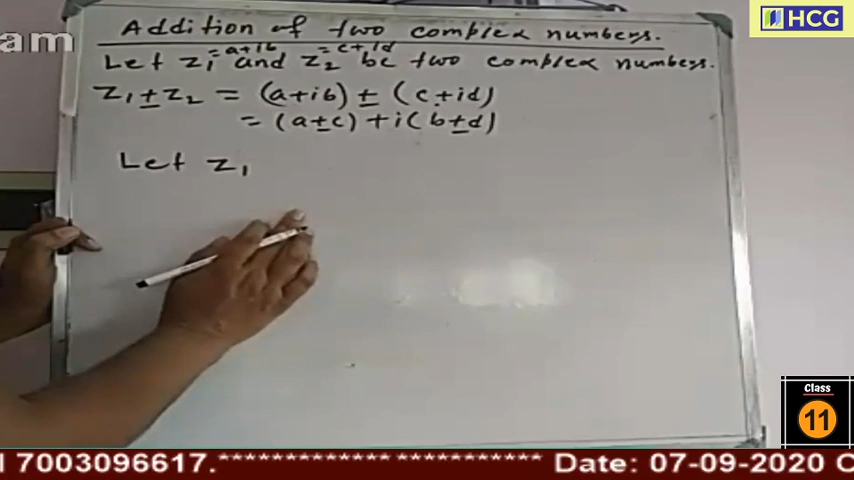 HCG
am
Addition of two complex numbers.
=a+ib =c+id
Let z1 and z2 be two complex numbers.
z1 ± z2 = (a+ib) ± (c+id)
= (a±c) + i(b±d)
Let z1
Class
11
7003096617.*********************** *********** Date: 07-09-2020